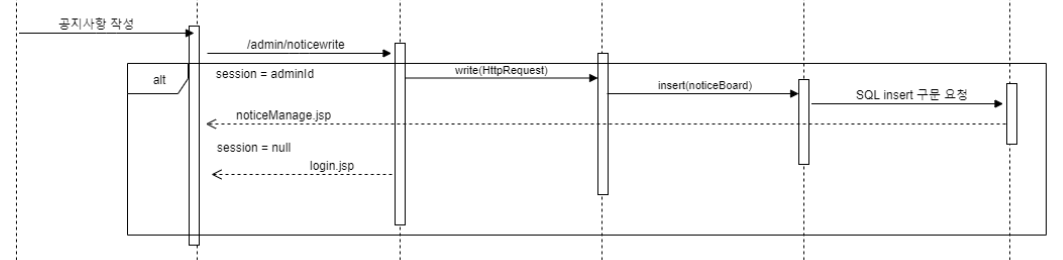 공지사항 작성
/admin/noticewrite
alt
session = adminId
write(HttpRequest)
insert(noticeBoard)
SQL insert 구문 요청
noticeManage.jsp
session = null
login.jsp